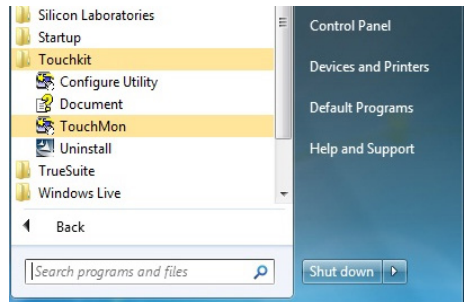 Silicon Laboratories
Startup
Touchkit
Configure Utility
Document
TouchMon
Uninstall
TrueSuite
Windows Live
Back
Search programs and files
Control Panel
Devices and Printers
Default Programs
Help and Support
Shut down